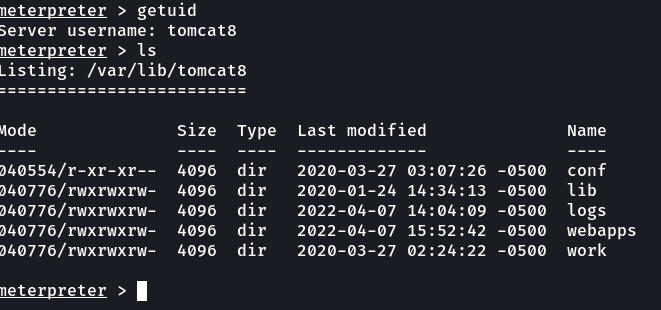 meterpreter > getuid
Server username: tomcat8
meterpreter > ls
Listing: /var/lib/tomcat8
=========================
Mode Size Type Last modified Name
---- ---- ---- ------------- ----
040554/r-xr-xr-- 4096 dir 2020-03-27 03:07:26 -0500 conf
040776/rwxrwxrw- 4096 dir 2020-01-24 14:34:13 -0500 lib
040776/rwxrwxrw- 4096 dir 2022-04-07 14:04:09 -0500 logs
040776/rwxrwxrw- 4096 dir 2022-04-07 15:52:42 -0500 webapps
040776/rwxrwxrw- 4096 dir 2020-03-27 02:24:22 -0500 work
meterpreter >